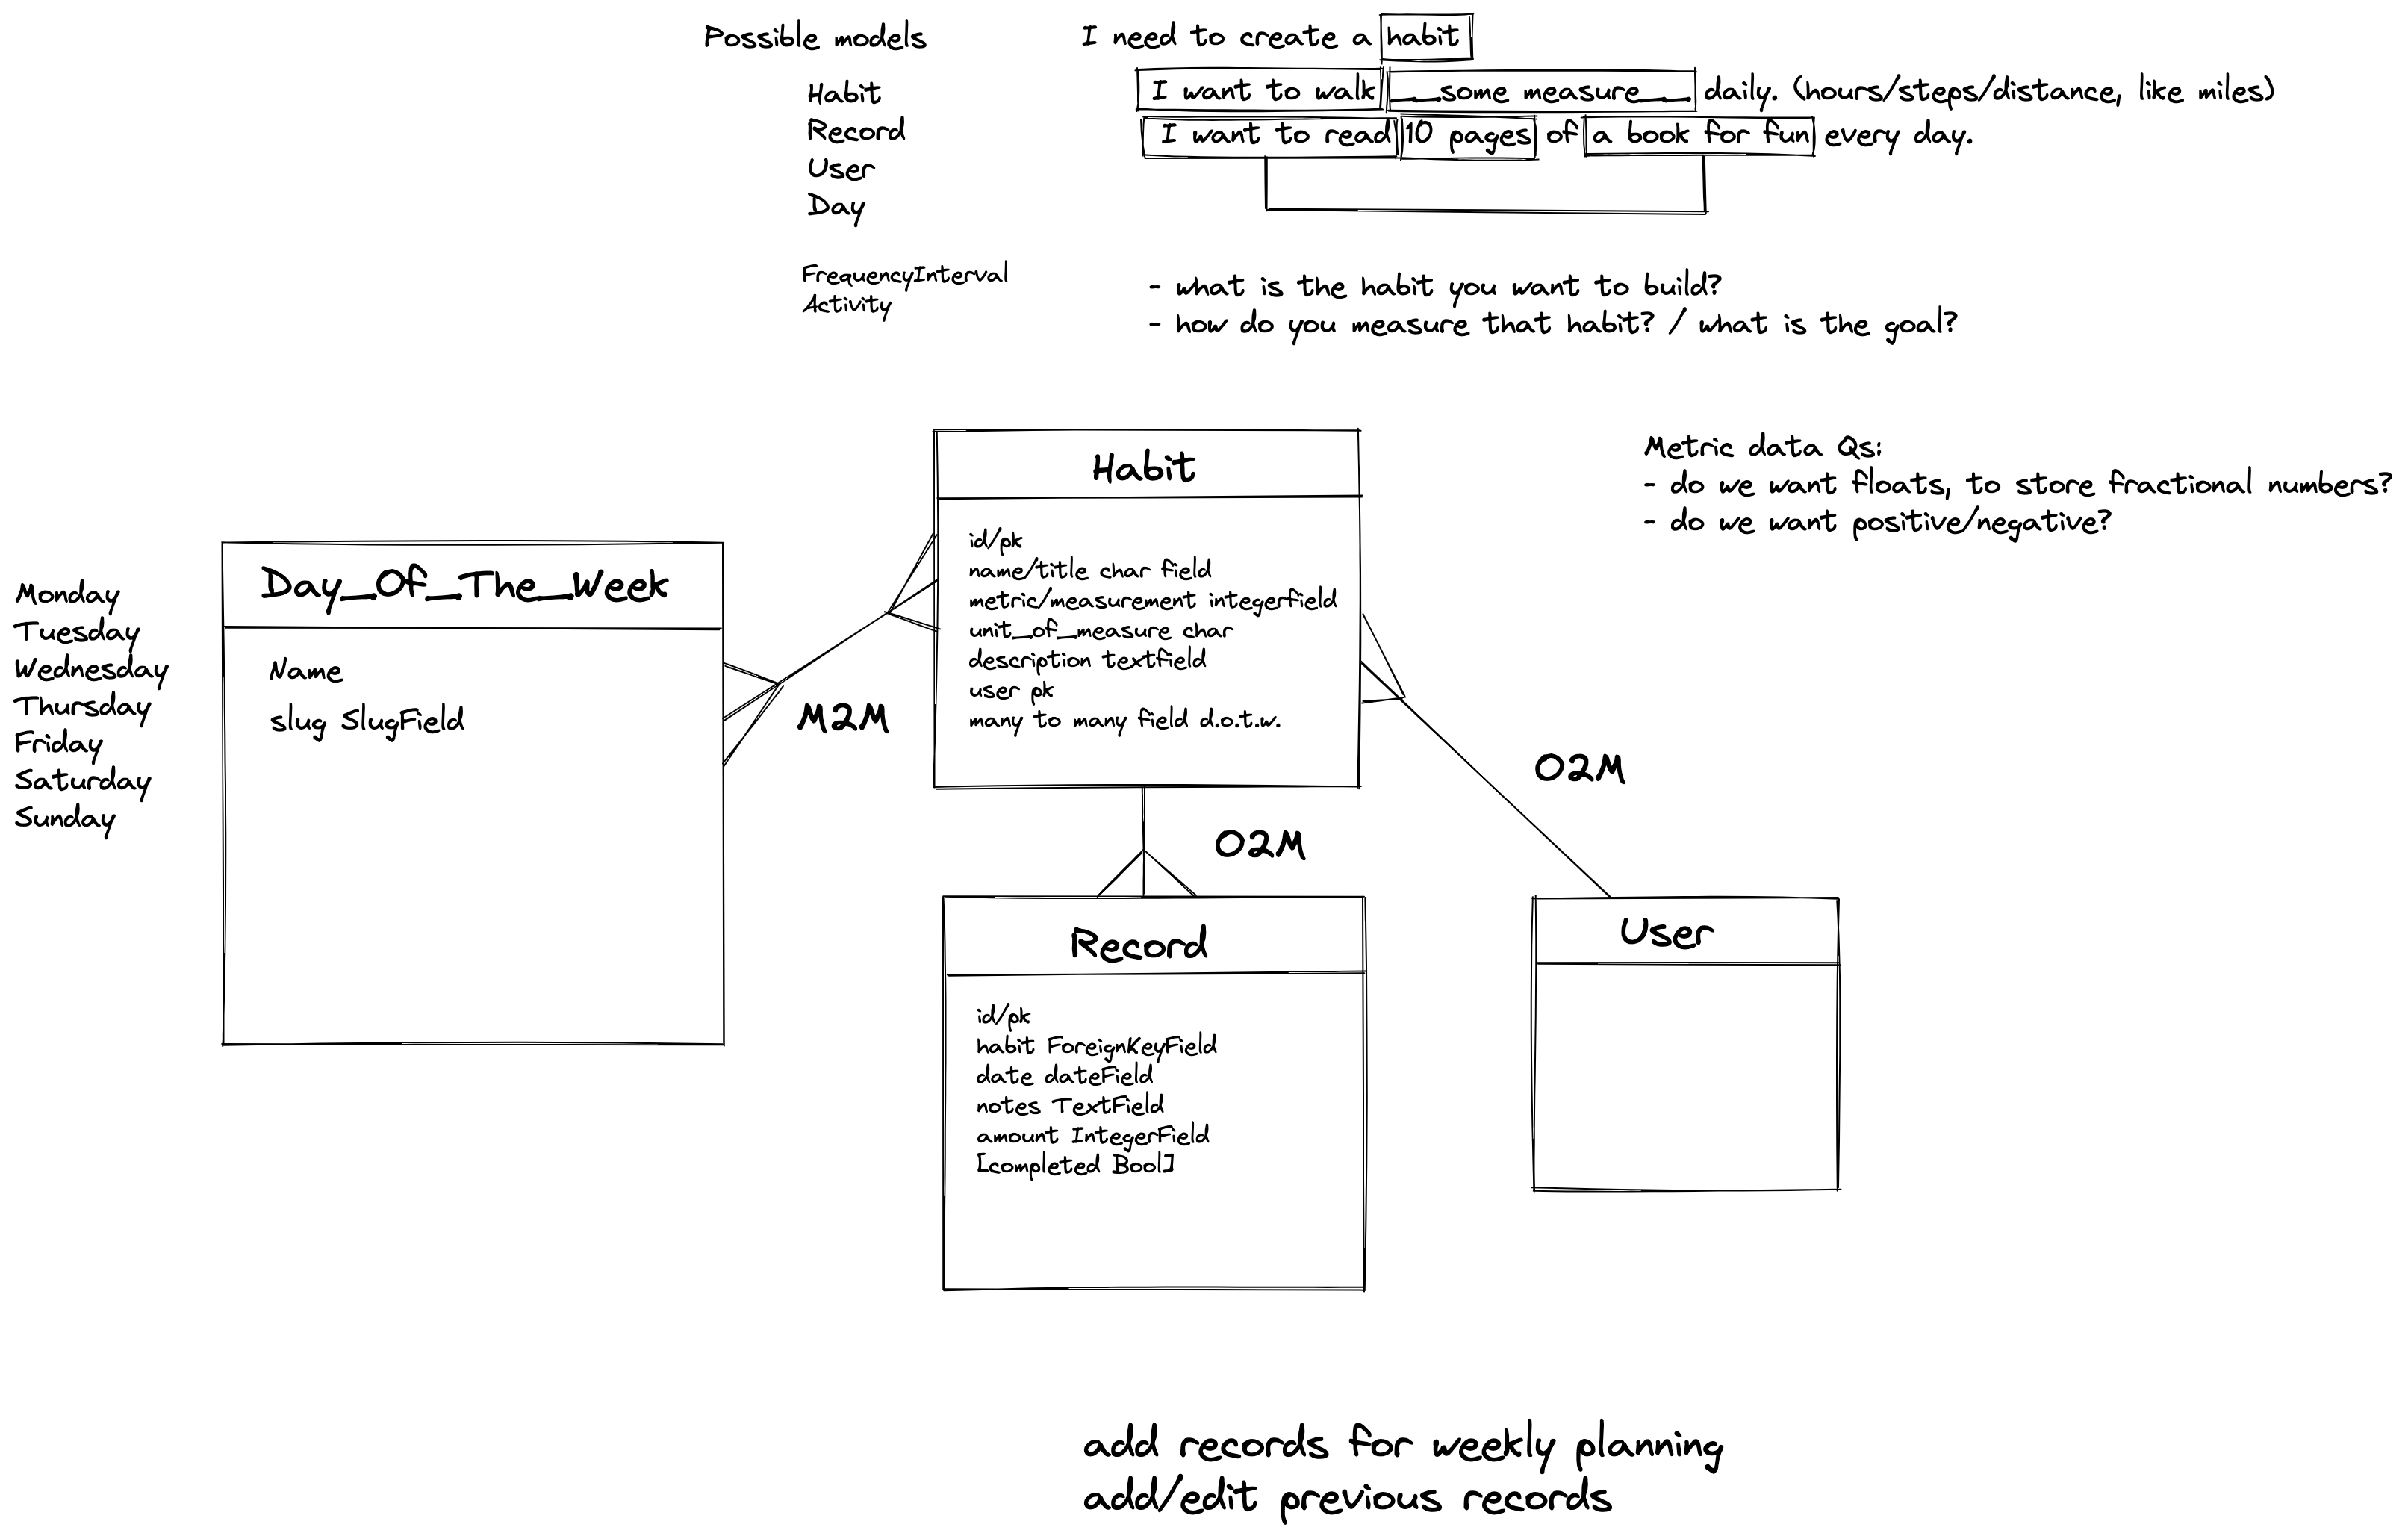 Possible models
Habit
Record
User
Day
FrequencyInterval
Activity
I need to create a habit
I want to walk ___some measure___ daily. (hours/steps/distance, like miles)
I want to read 10 pages of a book for fun every day.
- what is the habit you want to build?
- how do you measure that habit? / what is the goal?
Metric data Qs:
- do we want floats, to store fractional numbers?
- do we want positive/negative?
Monday
Tuesday
Wednesday
Thursday
Friday
Saturday
Sunday
Day_Of_The_Week
Name
slug SlugField
M2M
Habit
id/pk
name/title char field
metric/measurement integerfield
unit_of_measure char
description textfield
user pk
many to many field d.o.t.w.
O2M
O2M
Record
id/pk
habit ForeignKeyField
date dateField
notes TextField
amount IntegerField
[completed Bool]
User
add records for weekly planning
add/edit previous records